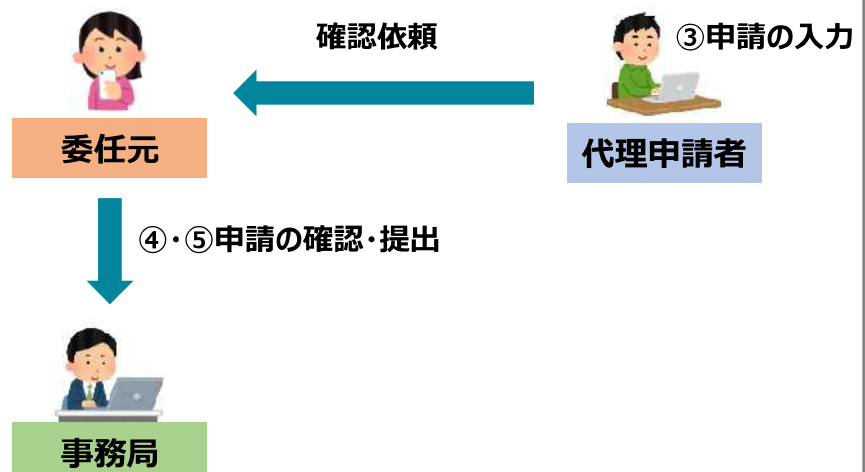 確認依頼
③申請の入力
委任元
代理申請者
④・⑤申請の確認・提出
事務局